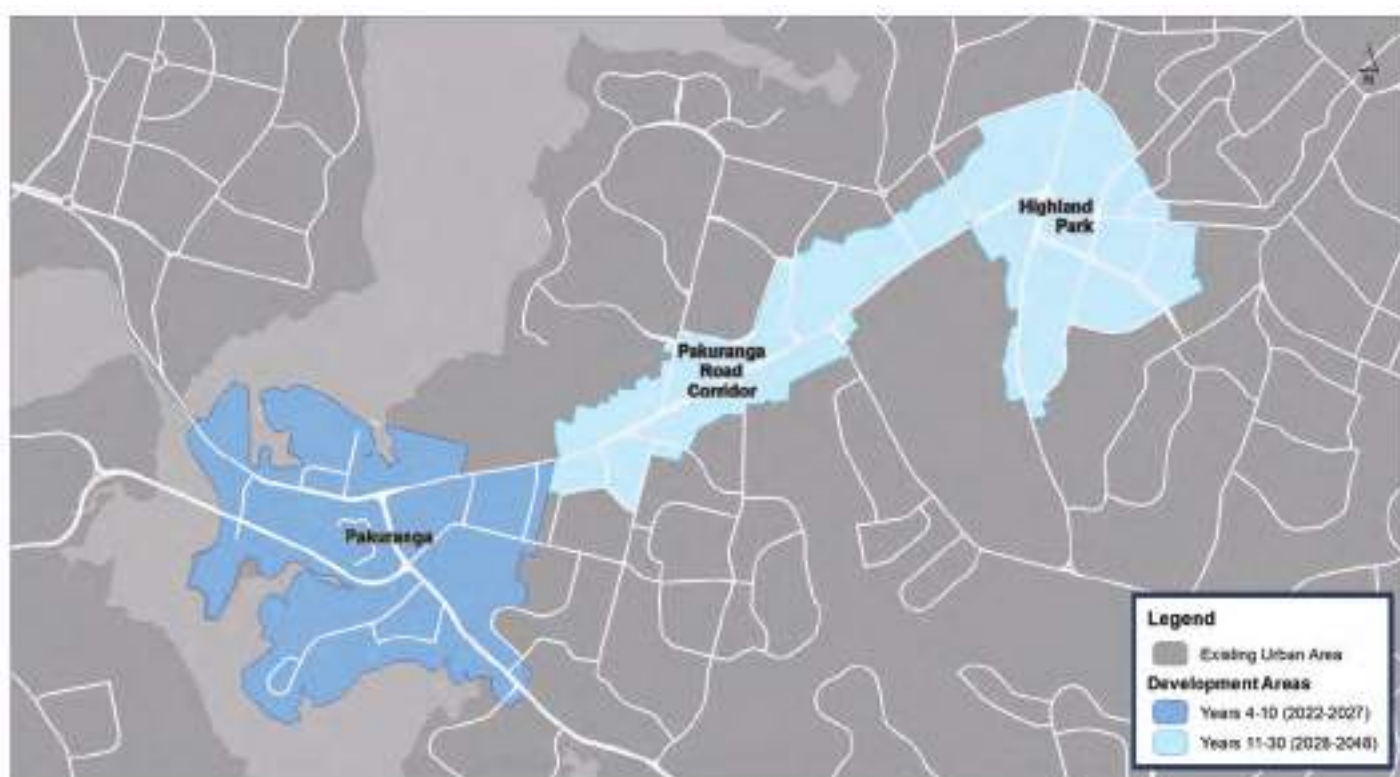 N
Highland
Park
Pakuranga
Road
Corridor
Pakuranga
Legend
Existing Urban Area
Development Areas
Years 4-10 (2022-2027)
Years 11-30 (2028-2048)